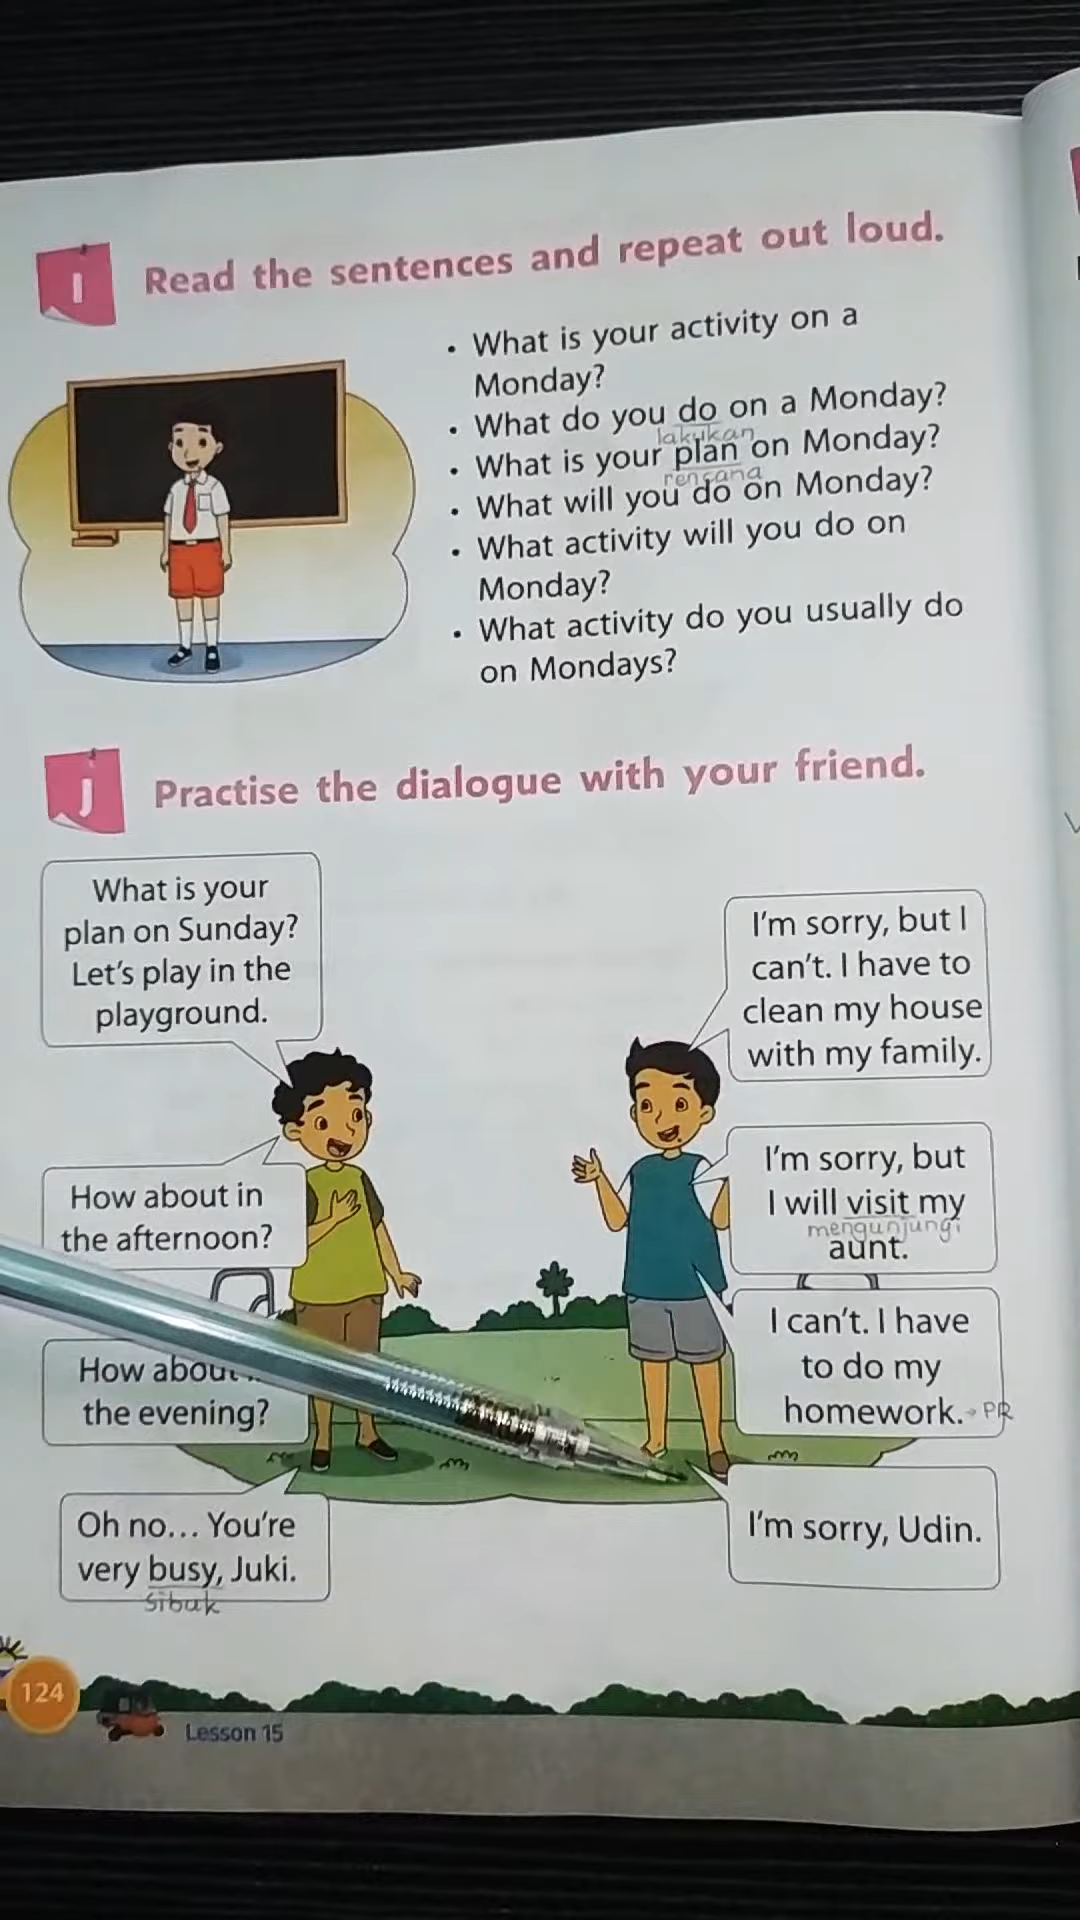 I
Read the sentences and repeat out loud.
• What is your activity on a
Monday?
• What do you do on a Monday?
lakukan
• What is your plan on Monday?
rencana
• What will you do on Monday?
• What activity will you do on
Monday?
• What activity do you usually do
on Mondays?
j
Practise the dialogue with your friend.
What is your
plan on Sunday?
Let's play in the
playground.
I'm sorry, but I
can't. I have to
clean my house
with my family.
How about in
the afternoon?
I'm sorry, but
I will visit my
mengunjungi
aunt.
How about
the evening?
I can't. I have
to do my
homework.→ PR
Oh no... You're
very busy, Juki.
sibuk
I'm sorry, Udin.
124
Lesson 15